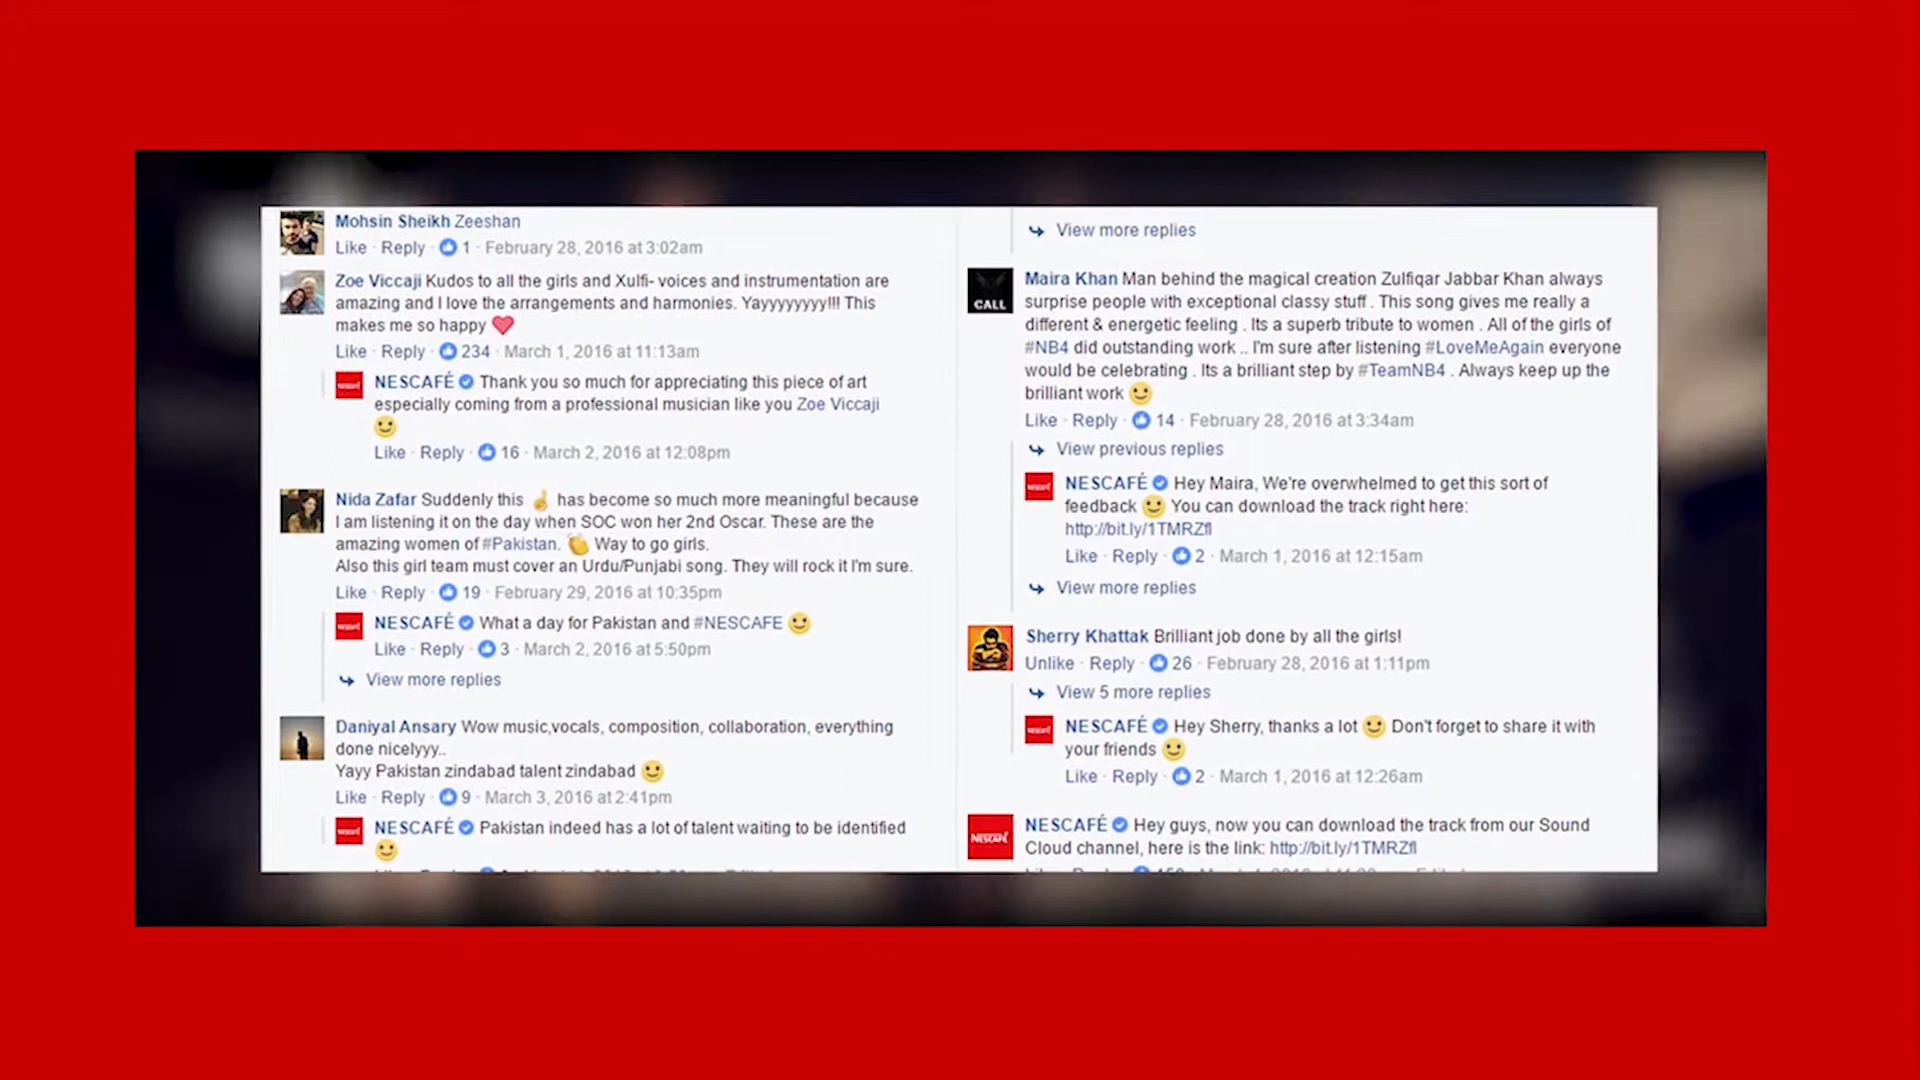 Mohsin Sheikh Zeeshan
Like · Reply · 1 · February 28, 2016 at 3:02am
Zoe Viccaji Kudos to all the girls and Xulfi- voices and instrumentation are
amazing and I love the arrangements and harmonies. Yayyyyyyyy!!! This
makes me so happy ❤
Like · Reply · 234 · March 1, 2016 at 11:13am
NESCAFÉ Thank you so much for appreciating this piece of art
especially coming from a professional musician like you Zoe Viccaji
🙂
Like · Reply · 16 · March 2, 2016 at 12:08pm
Nida Zafar Suddenly this ☝ has become so much more meaningful because
I am listening it on the day when SOC won her 2nd Oscar. These are the
amazing women of #Pakistan. 👏 Way to go girls.
Also this girl team must cover an Urdu/Punjabi song. They will rock it I'm sure.
Like · Reply · 19 · February 29, 2016 at 10:35pm
NESCAFÉ What a day for Pakistan and #NESCAFE 🙂
Like · Reply · 3 · March 2, 2016 at 5:50pm
View more replies
Daniyal Ansary Wow music,vocals, composition, collaboration, everything
done nicelyyy..
Yayy Pakistan zindabad talent zindabad 🙂
Like · Reply · 9 · March 3, 2016 at 2:41pm
NESCAFÉ Pakistan indeed has a lot of talent waiting to be identified
🙂
View more replies
Maira Khan Man behind the magical creation Zulfiqar Jabbar Khan always
surprise people with exceptional classy stuff . This song gives me really a
different & energetic feeling . Its a superb tribute to women . All of the girls of
#NB4 did outstanding work .. I'm sure after listening #LoveMeAgain everyone
would be celebrating . Its a brilliant step by #TeamNB4 . Always keep up the
brilliant work 🙂
CALL
Like · Reply · 14 · February 28, 2016 at 3:34am
View previous replies
NESCAFÉ Hey Maira, We're overwhelmed to get this sort of
feedback 🙂 You can download the track right here:
http://bit.ly/1TMRZfl
Like · Reply · 2 · March 1, 2016 at 12:15am
View more replies
Sherry Khattak Brilliant job done by all the girls!
Unlike · Reply · 26 · February 28, 2016 at 1:11pm
View 5 more replies
NESCAFÉ Hey Sherry, thanks a lot 🙂 Don't forget to share it with
your friends 🙂
Like · Reply · 2 · March 1, 2016 at 12:26am
NESCAFÉ
NESCAFÉ Hey guys, now you can download the track from our Sound
Cloud channel, here is the link: http://bit.ly/1TMRZfl